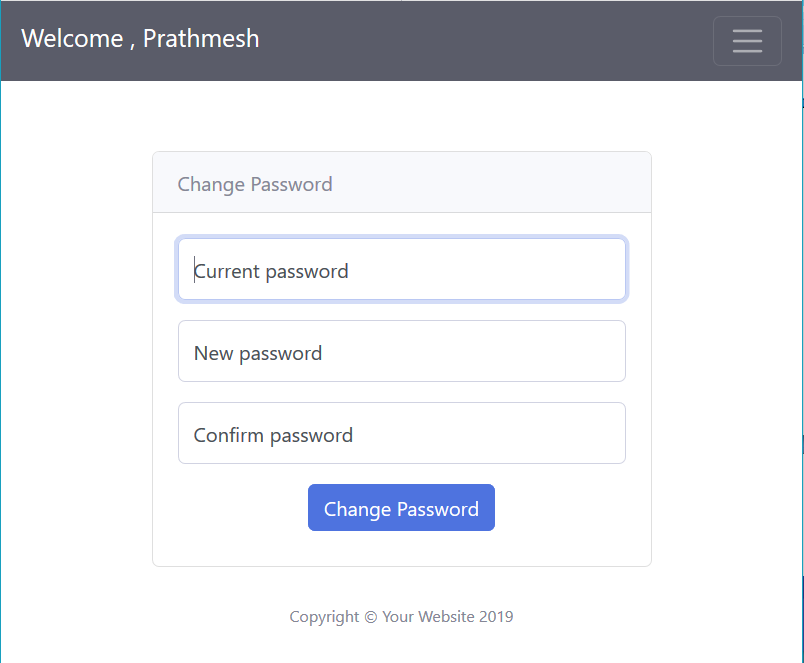 Welcome , Prathmesh
Change Password
Current password
New password
Confirm password
Change Password
Copyright © Your Website 2019